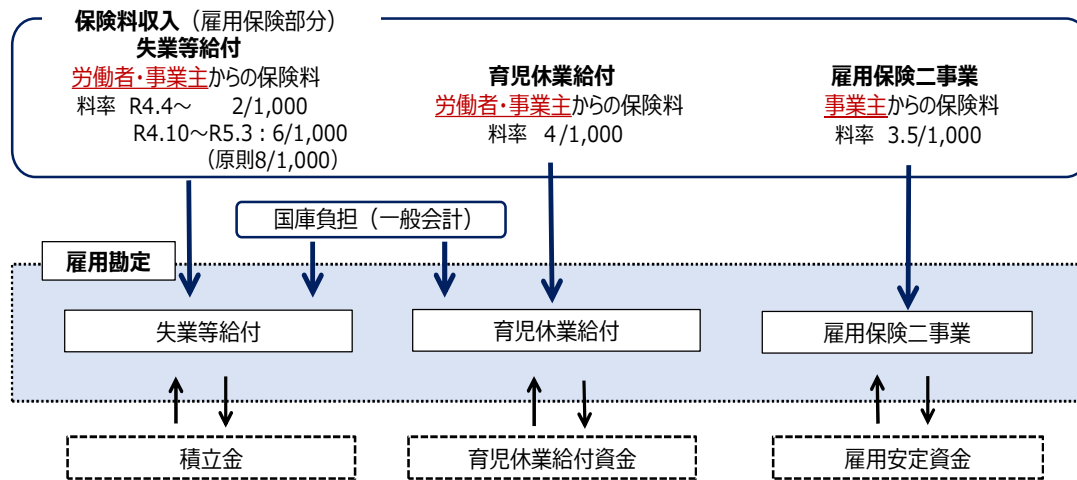 保険料収入（雇用保険部分）
失業等給付
労働者・事業主からの保険料
料率 R4.4～ 2/1,000
R4.10～R5.3：6/1,000
（原則8/1,000）
育児休業給付
労働者・事業主からの保険料
料率 4/1,000
雇用保険二事業
事業主からの保険料
料率 3.5/1,000
国庫負担（一般会計）
雇用勘定
失業等給付
育児休業給付
雇用保険二事業
積立金
育児休業給付資金
雇用安定資金